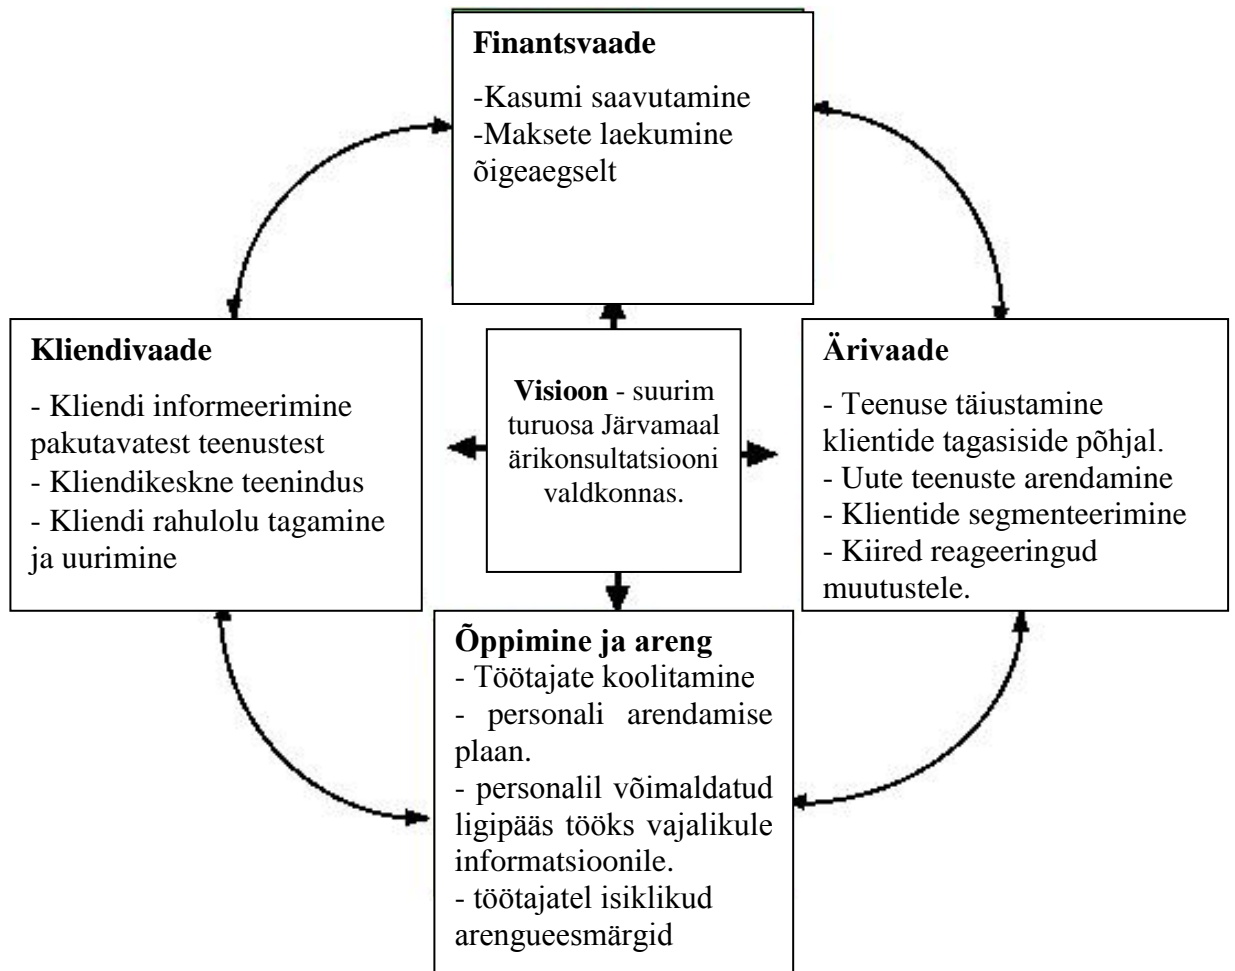 Finantsvaade
-Kasumi saavutamine
-Maksete laekumine
õigeaegselt
Kliendivaade
- Kliendi informeerimine
pakutavatest teenustest
- Kliendikeskne teenindus
- Kliendi rahulolu tagamine
ja uurimine
Visioon - suurim
turuosa Järvamaal
ärikonsultatsiooni
valdkonnas.
Ärivaade
- Teenuse täiustamine
klientide tagasiside põhjal.
- Uute teenuste arendamine
- Klientide segmenteerimine
- Kiired reageeringud
muutustele.
Õppimine ja areng
- Töötajate koolitamine
- personali arendamise
plaan.
- personalil võimaldatud
ligipääs tööks vajalikule
informatsioonile.
- töötajatel isiklikud
arengueesmärgid